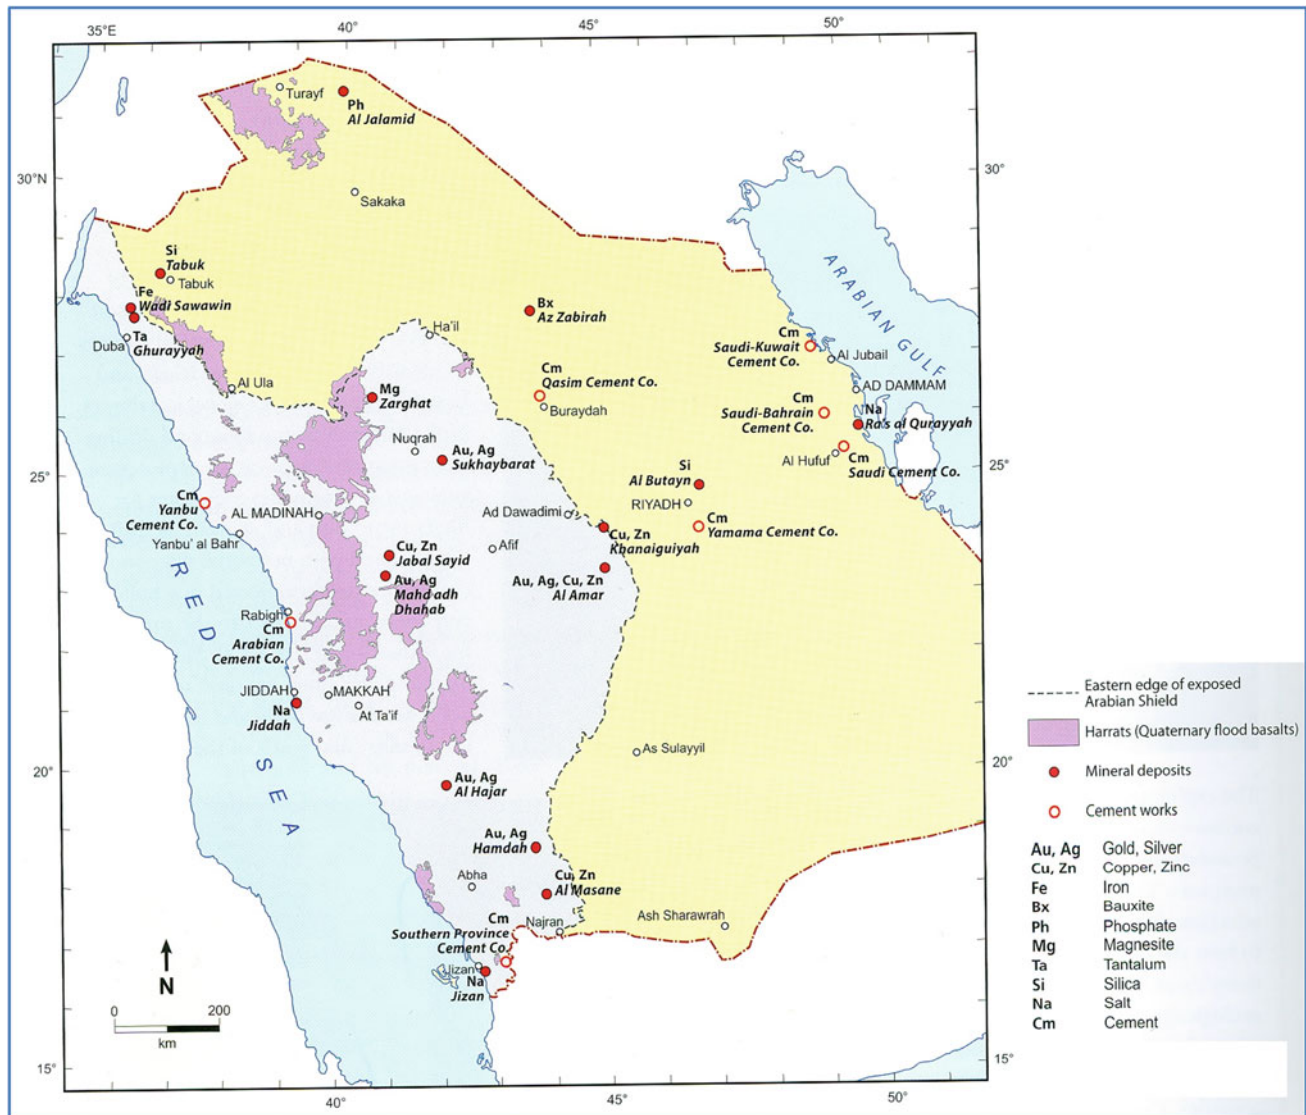 35°E
40°
45°
50°
Turayf
Ph
Al Jalamid
30°N
30°
Sakaka
ARABIAN GULF
Si
Tabuk
Tabuk
Fe
Wadi Sawawin
Ta
Ghurayyah
Duba
Bx
Az Zabirah
Ha'il
Cm
Saudi-Kuwait
Cement Co.
Al Jubail
Al Ula
Mg
Zarghat
Cm
Qasim Cement Co.
Buraydah
AD DAMMAM
Cm
Saudi-Bahrain
Cement Co.
Na
Ra's al Qurayyah
Nuqrah
Au, Ag
Sukhaybarat
Al Hufuf
Cm
Saudi Cement Co.
25°
25°
Si
Al Butayn
RIYADH
Cm
Yanbu
Cement Co.
AL MADINAH
Ad Dawadimi
Cm
Yamama Cement Co.
Yanbu' al Bahr
Cu, Zn
Khanaiguiyah
Afif
Cu, Zn
Jabal Sayid
Au, Ag
Mahd adh
Dhahab
Au, Ag, Cu, Zn
Al Amar
RED SEA
Rabigh
Cm
Arabian
Cement Co.
JIDDAH
MAKKAH
Na
Jiddah
At Ta'if
As Sulayyil
20°
20°
Au, Ag
Al Hajar
Au, Ag
Hamdah
Abha
Cu, Zn
Al Masane
Ash Sharawrah
Cm
Southern Province
Cement Co.
Najran
Jizan
Na
Jizan
N
0 200
km
15°
15°
40°
45°
50°
Eastern edge of exposed
Arabian Shield
Harrats (Quaternary flood basalts)
Mineral deposits
Cement works
Au, Ag Gold, Silver
Cu, Zn Copper, Zinc
Fe Iron
Bx Bauxite
Ph Phosphate
Mg Magnesite
Ta Tantalum
Si Silica
Na Salt
Cm Cement